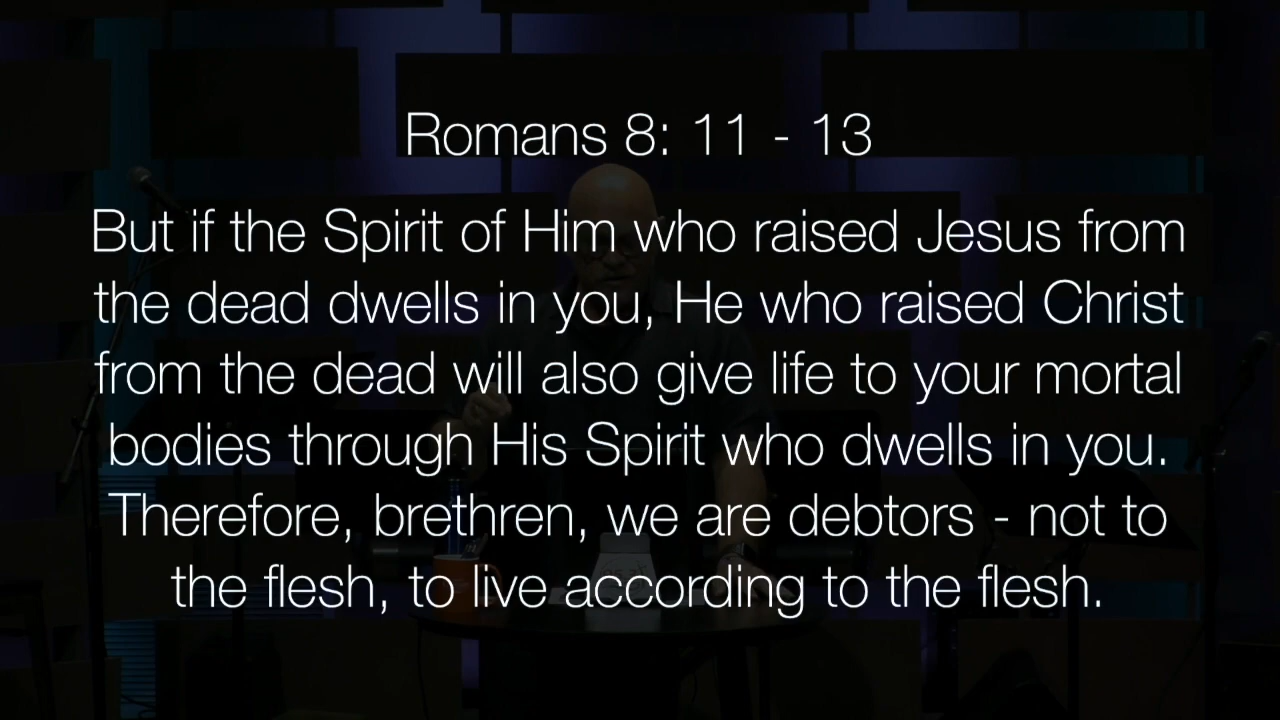 Romans 8: 11 - 13
But if the Spirit of Him who raised Jesus from
the dead dwells in you, He who raised Christ
from the dead will also give life to your mortal
bodies through His Spirit who dwells in you.
Therefore, brethren, we are debtors - not to
the flesh, to live according to the flesh.